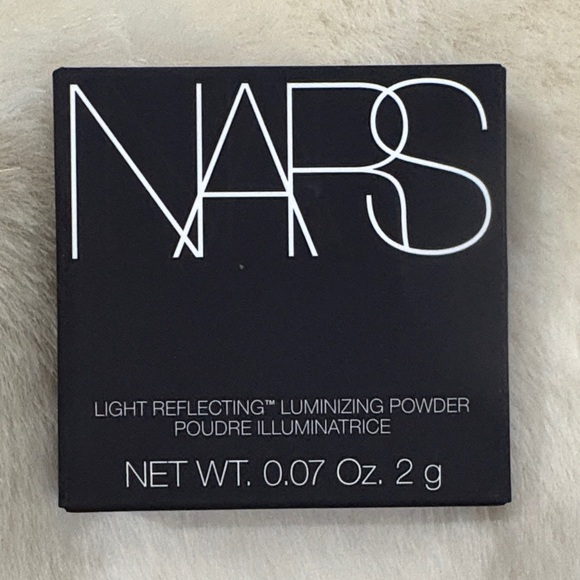 NARS
LIGHT REFLECTING™ LUMINIZING POWDER
POUDRE ILLUMINATRICE
NET WT. 0.07 Oz. 2 g